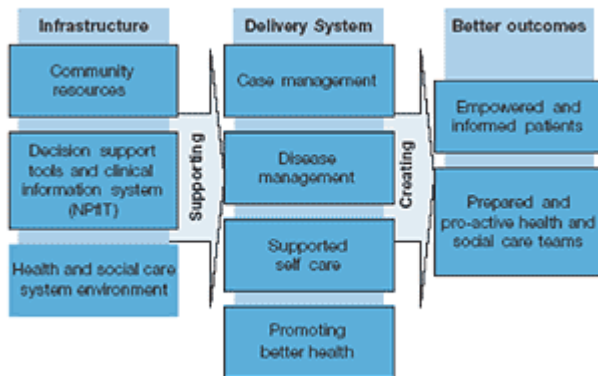 Infrastructure
Community
resources
Decision support
tools and clinical
information system
(NPfIT)
Health and social care
system environment
Supporting
Delivery System
Case management
Disease
management
Supported
self care
Promoting
better health
Creating
Better outcomes
Empowered and
informed patients
Prepared and
pro-active health and
social care teams